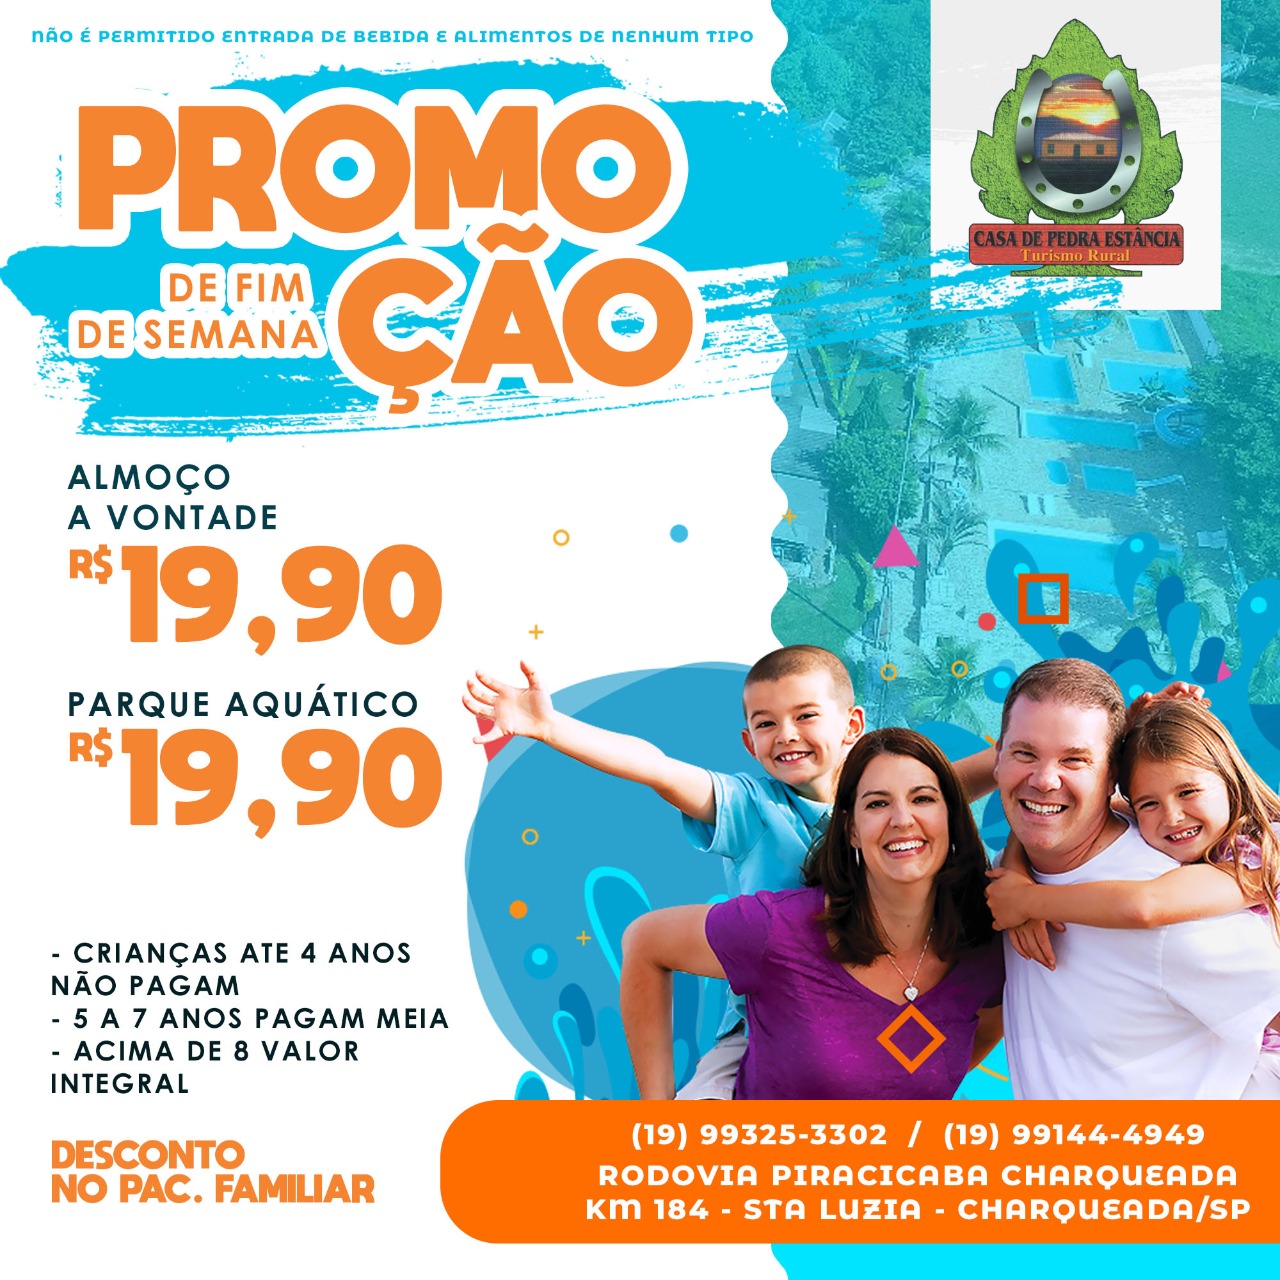 NÃO É PERMITIDO ENTRADA DE BEBIDA E ALIMENTOS DE NENHUM TIPO
CASA DE PEDRA ESTÂNCIA
Turismo Rural
PROMO
DE FIM
DE SEMANA
ÇÃO
ALMOÇO
A VONTADE
R$ 19,90
PARQUE AQUÁTICO
R$ 19,90
- CRIANÇAS ATE 4 ANOS
NÃO PAGAM
- 5 A 7 ANOS PAGAM MEIA
- ACIMA DE 8 VALOR
INTEGRAL
DESCONTO
NO PAC. FAMILIAR
(19) 99325-3302 / (19) 99144-4949
RODOVIA PIRACICABA CHARQUEADA
KM 184 - STA LUZIA - CHARQUEADA/SP